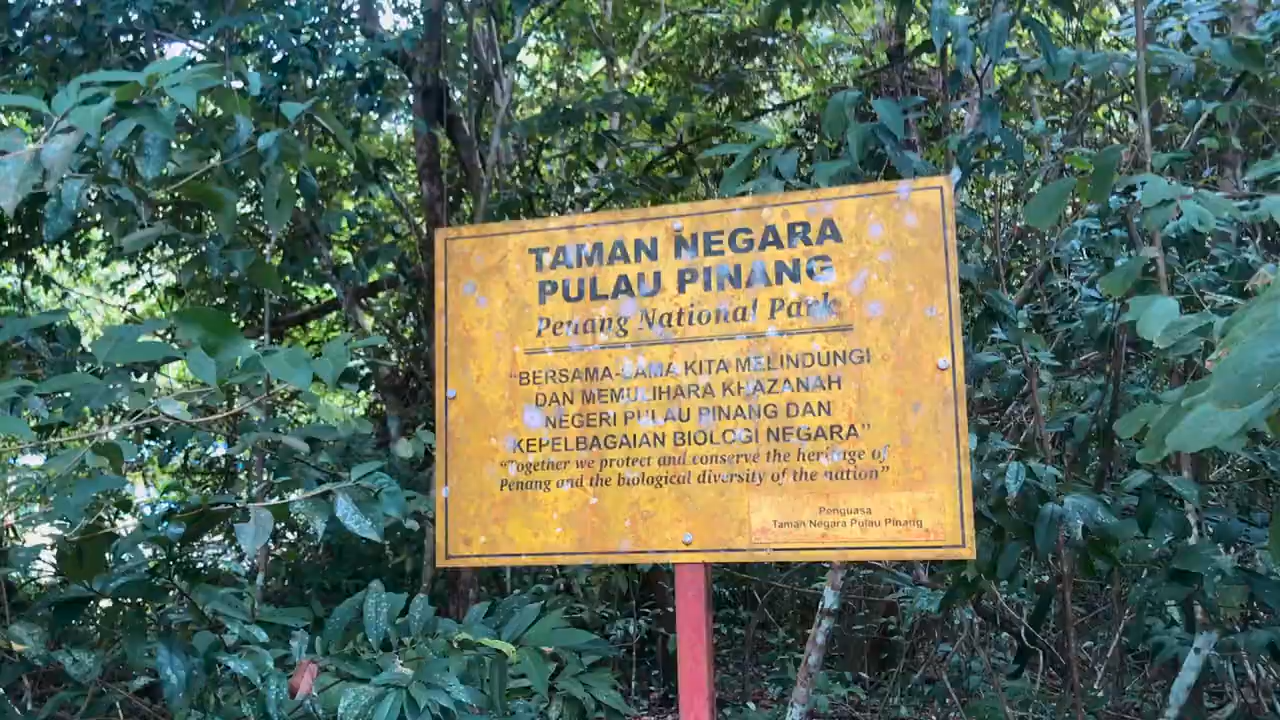 TAMAN NEGARA
PULAU PINANG
Penang National Park
“BERSAMA-SAMA KITA MELINDUNGI
DAN MEMULIHARA KHAZANAH
NEGERI PULAU PINANG DAN
KEPELBAGAIAN BIOLOGI NEGARA”
“Together we protect and conserve the heritage of
Penang and the biological diversity of the nation”
Penguasa
Taman Negara Pulau Pinang